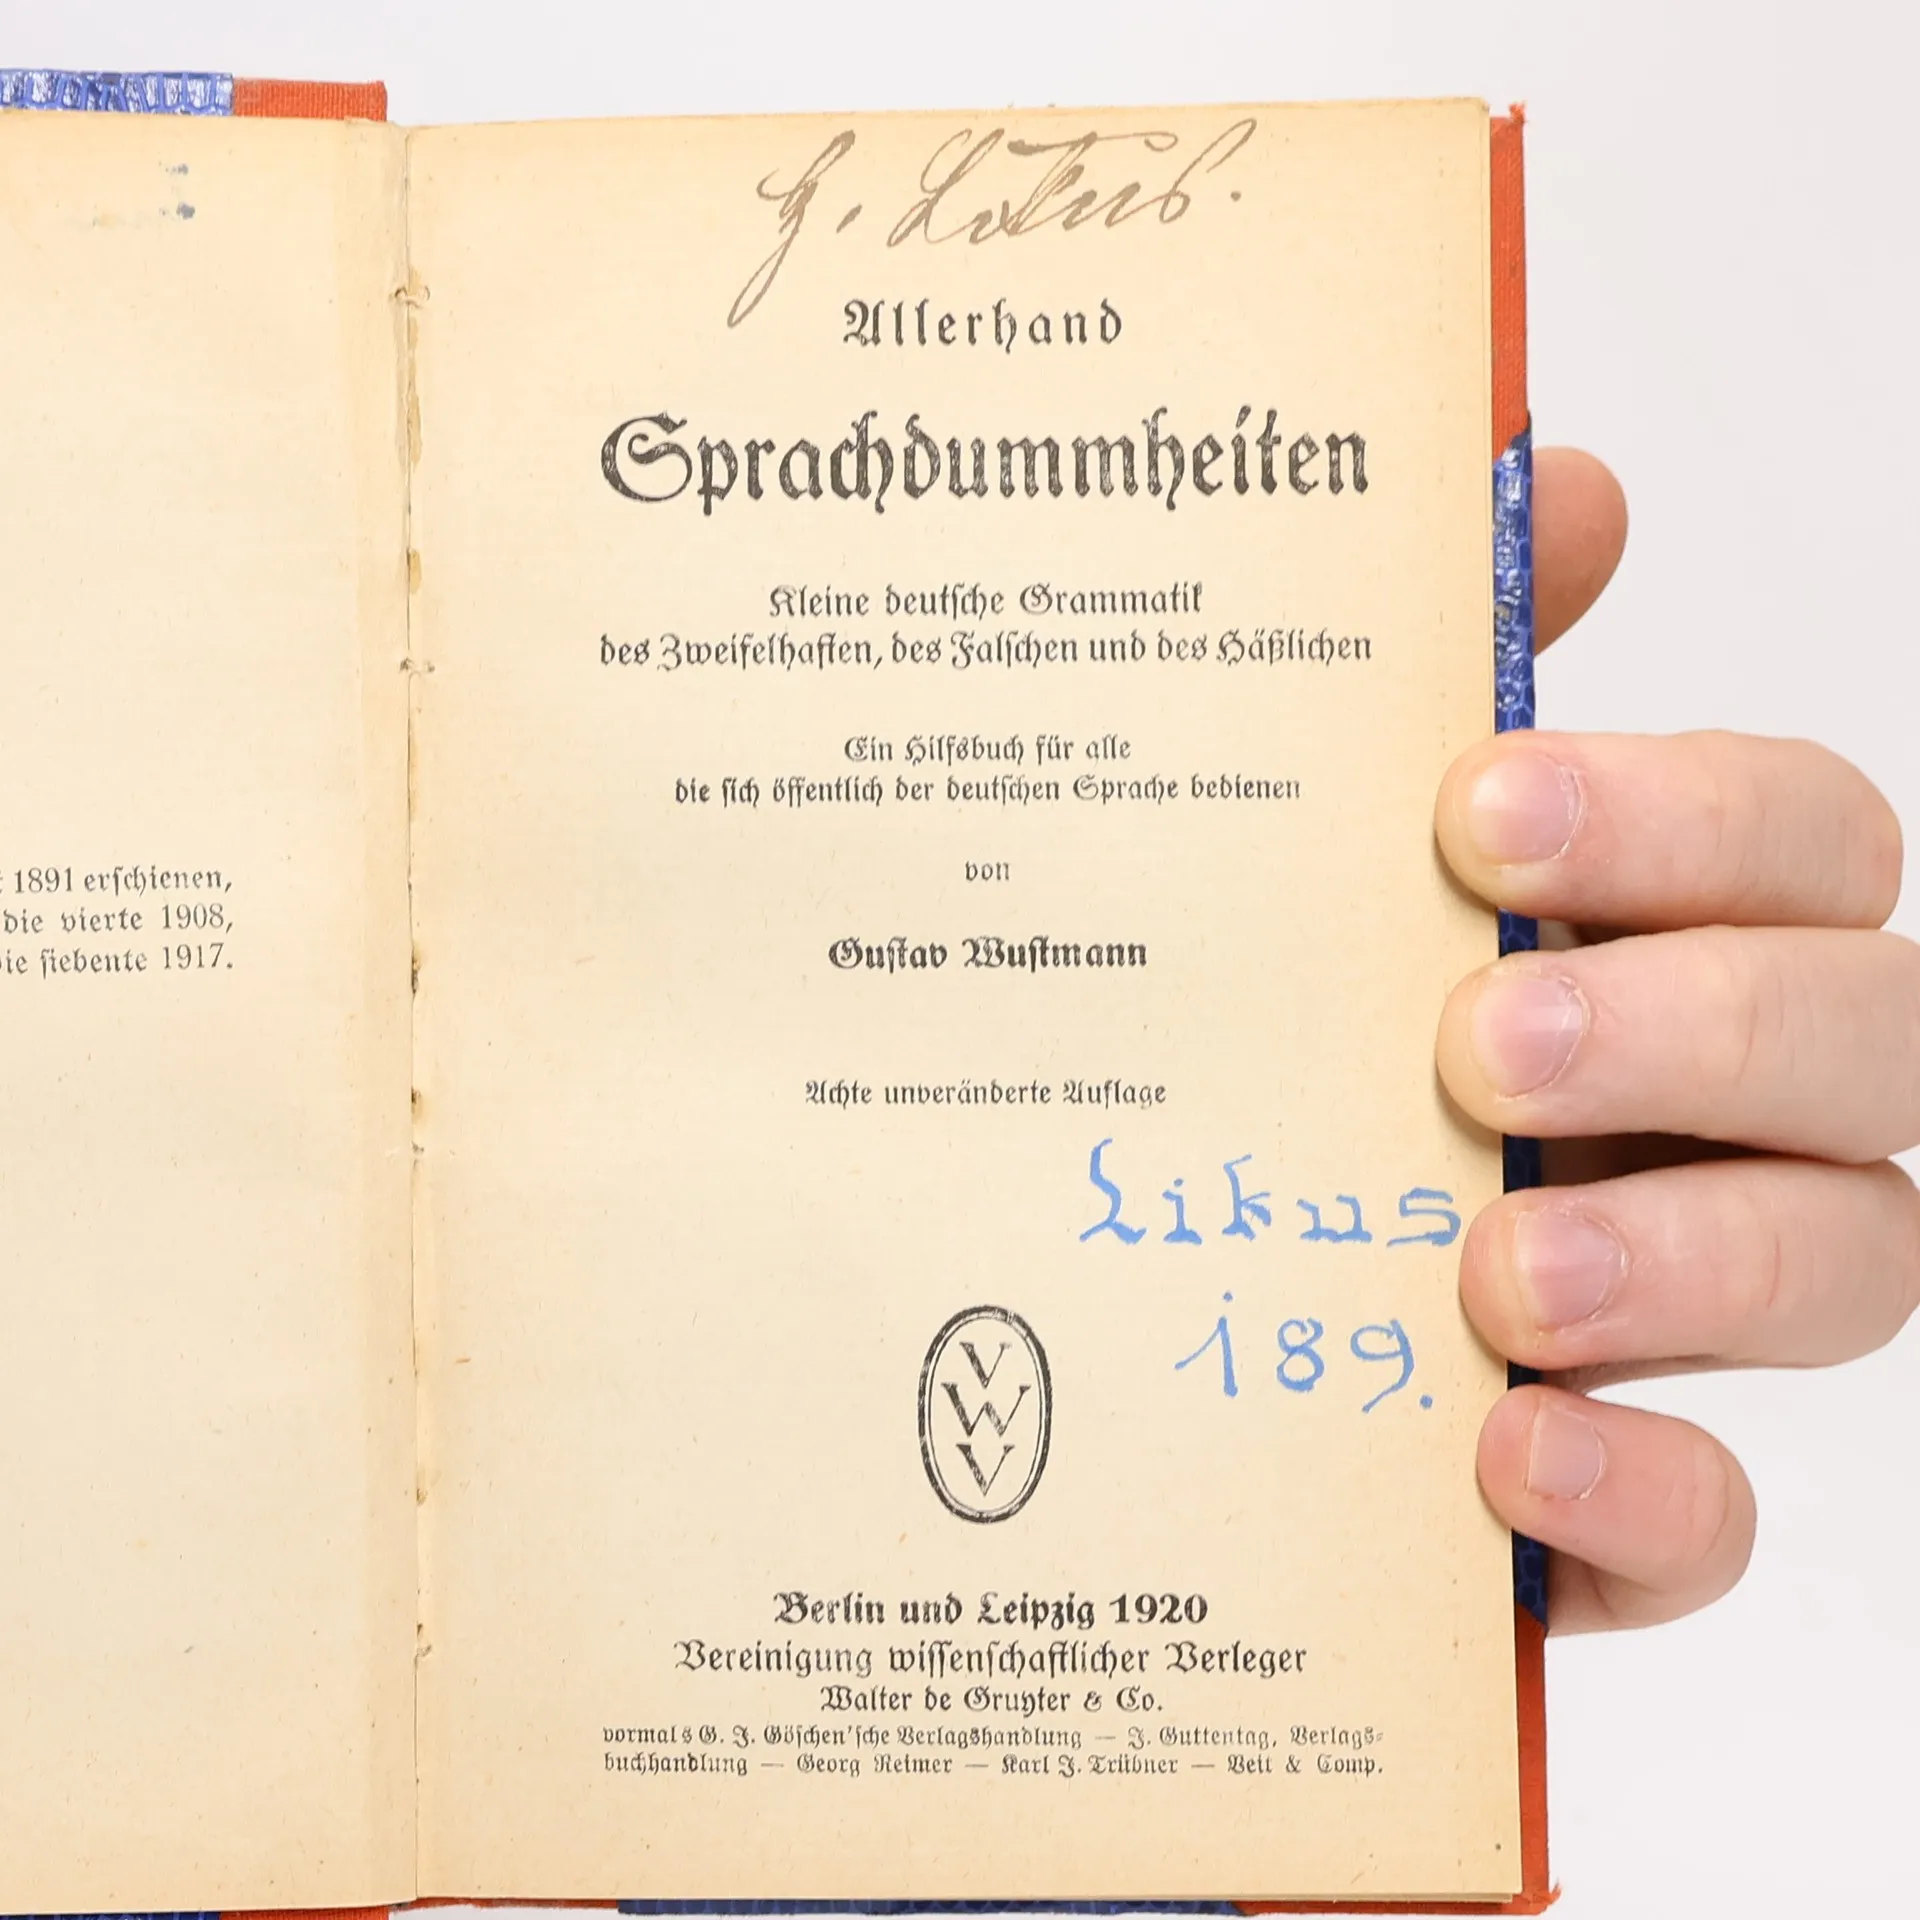 1891 erschienen,
die vierte 1908,
die siebente 1917.
Allerhand
Sprachdummheiten
Kleine deutsche Grammatik
des Zweifelhaften, des Falschen und des Häßlichen
Ein Hilfsbuch für alle
die sich öffentlich der deutschen Sprache bedienen
von
Gustav Wustmann
Achte unveränderte Auflage
Likus
189.
V
W
V
Berlin und Leipzig 1920
Vereinigung wissenschaftlicher Verleger
Walter de Gruyter & Co.
vormals G. J. Göschen'sche Verlagshandlung — J. Guttentag, Verlags-
buchhandlung — Georg Reimer — Karl J. Trübner — Veit & Comp.